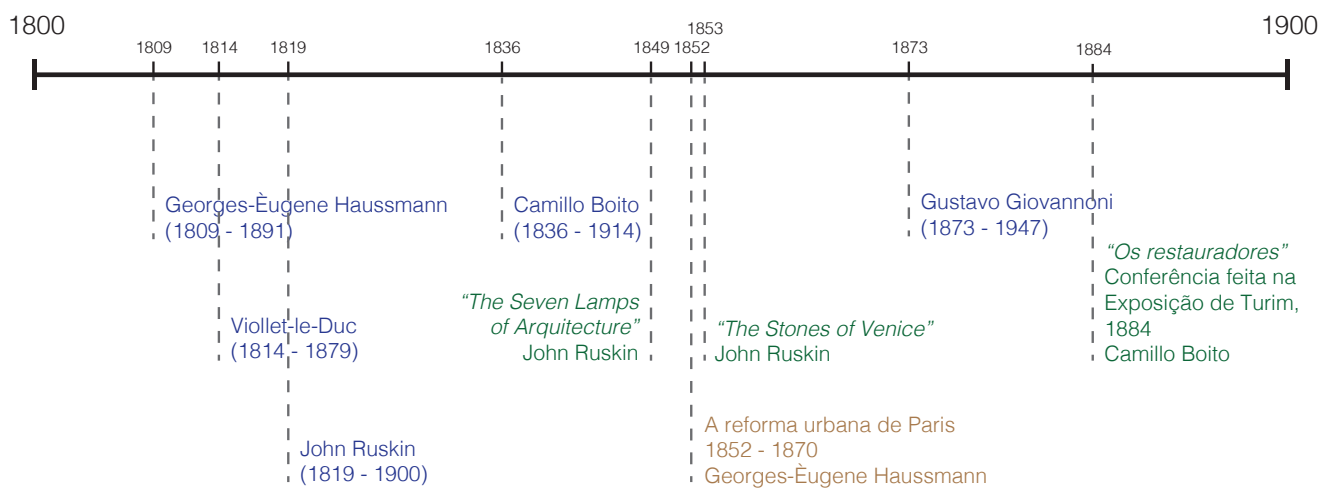 1800
1900
1853
1809
1814
1819
1836
1849
1852
1873
1884
Georges-Èugene Haussmann
(1809 - 1891)
Camillo Boito
(1836 - 1914)
Gustavo Giovannoni
(1873 - 1947)
“Os restauradores”
Conferência feita na
Exposição de Turim,
1884
Camillo Boito
“The Seven Lamps
of Arquitecture”
John Ruskin
“The Stones of Venice”
John Ruskin
Viollet-le-Duc
(1814 - 1879)
A reforma urbana de Paris
1852 - 1870
Georges-Èugene Haussmann
John Ruskin
(1819 - 1900)